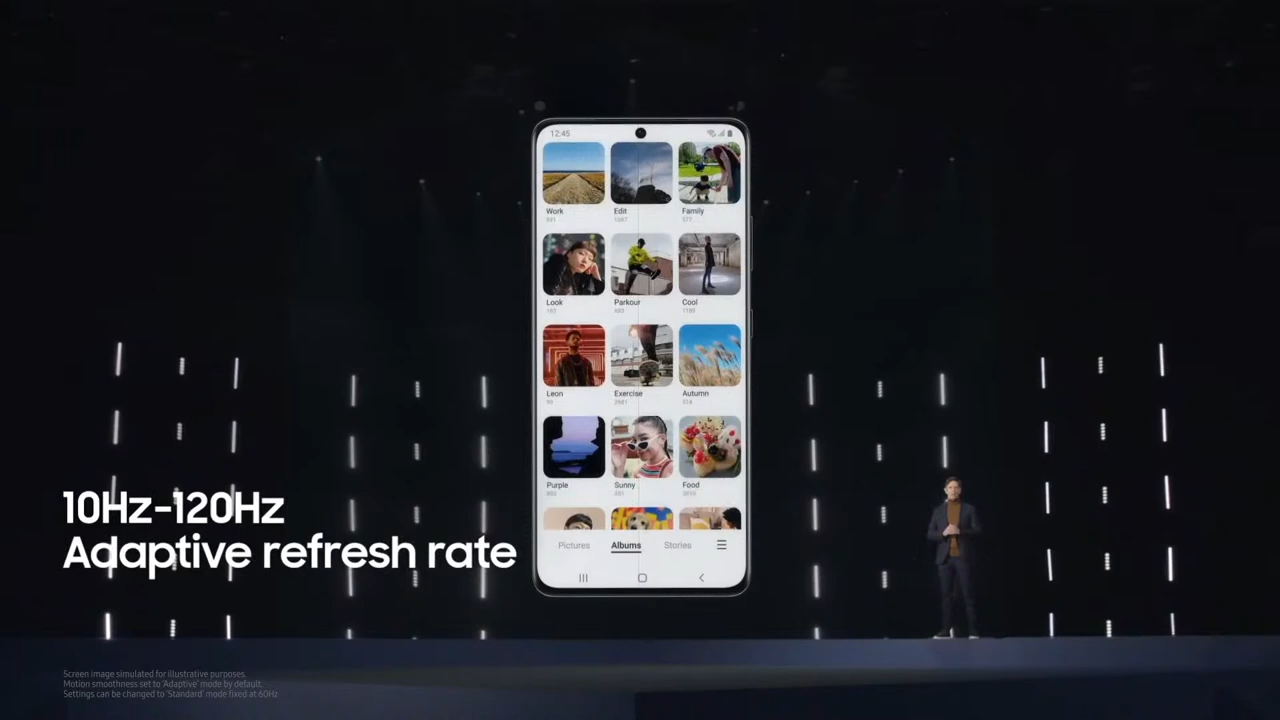 12:45
Work
Edit
Family
Look
Parkour
Cool
Leon
Exercise
Autumn
Purple
Sunny
Food
Pictures
Albums
Stories
10Hz-120Hz
Adaptive refresh rate
Screen image simulated for illustrative purposes.
Motion smoothness set to 'Adaptive' mode by default.
Settings can be changed to 'Standard' mode fixed at 60Hz